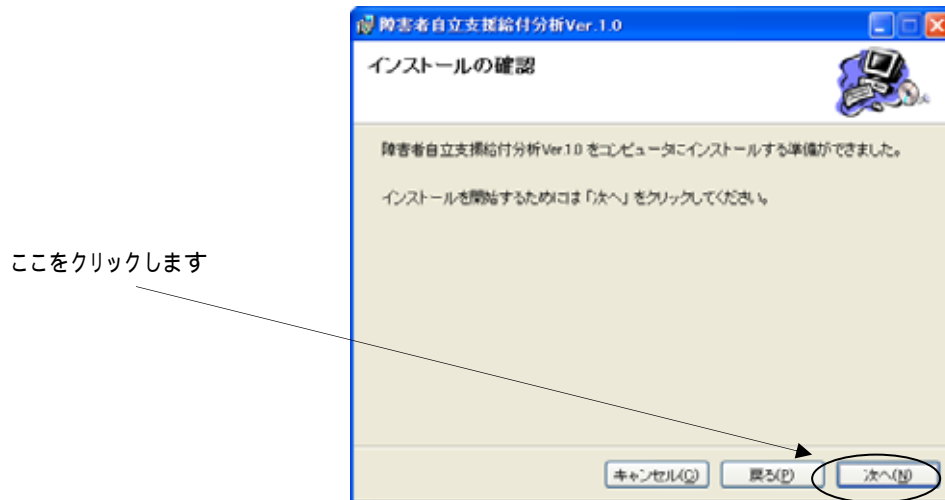 障害者自立支援給付分析Ver.1.0
インストールの確認
障害者自立支援給付分析Ver.1.0 をコンピュータにインストールする準備ができました。
インストールを開始するためには「次へ」をクリックしてください。
ここをクリックします
キャンセル(C)
戻る(P)
次へ(N)